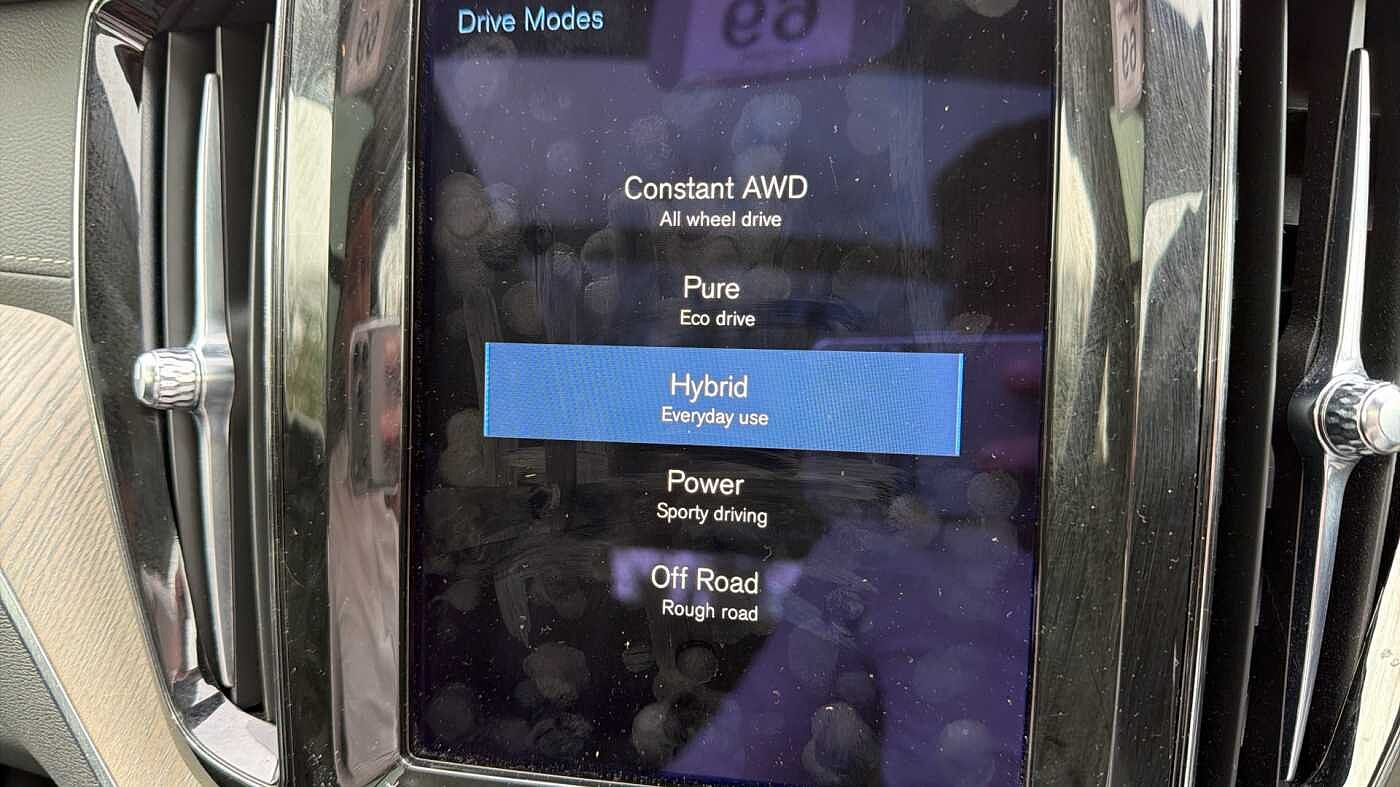 Drive Modes
Constant AWD
All wheel drive
Pure
Eco drive
Hybrid
Everyday use
Power
Sporty driving
Off Road
Rough road